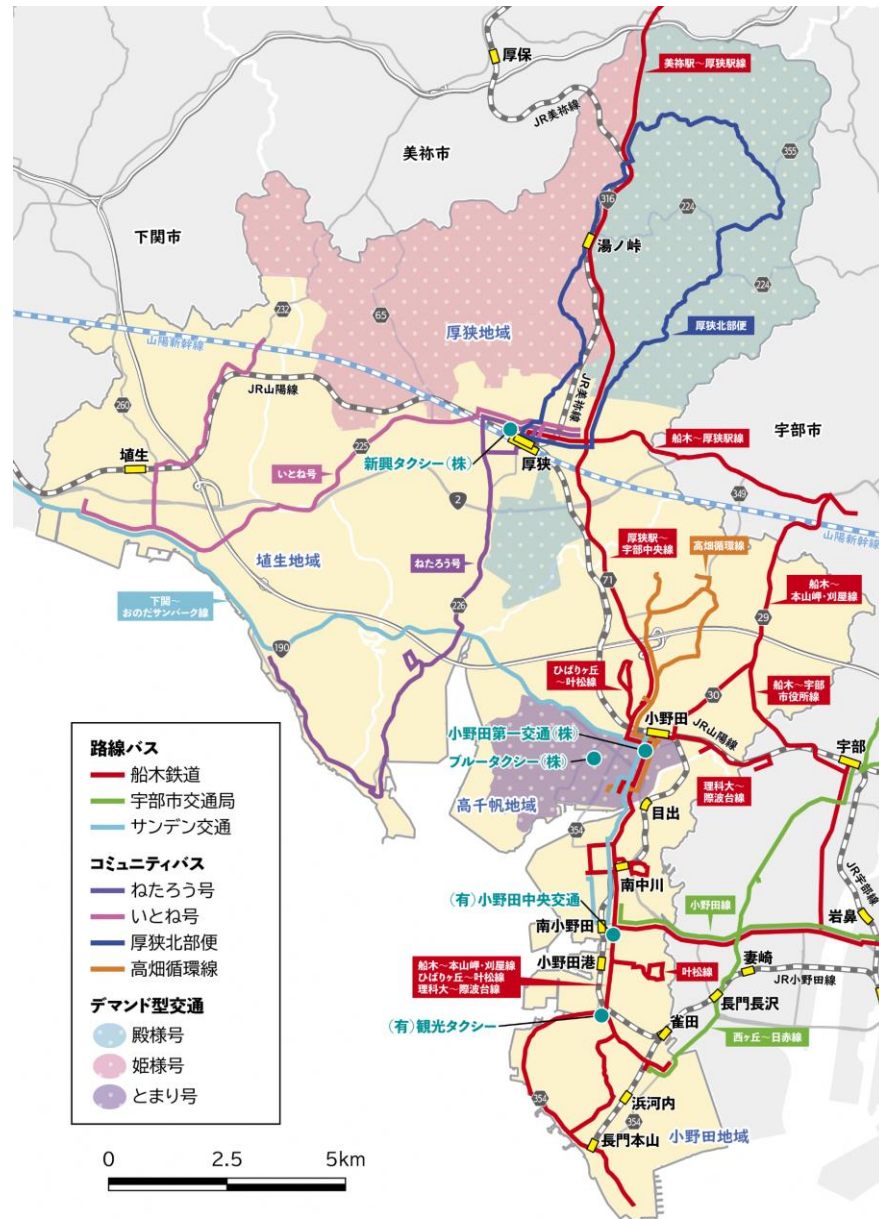 厚保
美祢駅～厚狭駅線
JR美祢線
美祢市
355
316
224
下関市
湯ノ峠
224
232
65
厚狭北部便
山陽新幹線
厚狭地域
JR山陽線
JR美祢線
260
宇部市
225
船木～厚狭駅線
埴生
新興タクシー(株)
厚狭
いとね号
349
2
山陽新幹線
厚狭駅～
宇部中央線
高畑循環線
埴生地域
ねたろう号
71
船木～
本山岬・刈屋線
下関～
おのだサンパーク線
226
29
190
ひばりヶ丘
～叶松線
30
船木～宇部
市役所線
小野田
小野田第一交通(株)
JR山陽線
宇部
ブルータクシー(株)
理科大～
際波台線
高千帆地域
目出
354
南中川
JR宇部線
(有)小野田中央交通
小野田線
岩鼻
南小野田
船木～本山岬・刈屋線
ひばりヶ丘～叶松線
理科大～際波台線
小野田港
叶松線
妻崎
JR小野田線
長門長沢
(有)観光タクシー
雀田
西ヶ丘～日赤線
354
浜河内
354
小野田地域
長門本山
路線バス
船木鉄道
宇部市交通局
サンデン交通
コミュニティバス
ねたろう号
いとね号
厚狭北部便
高畑循環線
デマンド型交通
殿様号
姫様号
とまり号
0 2.5 5km